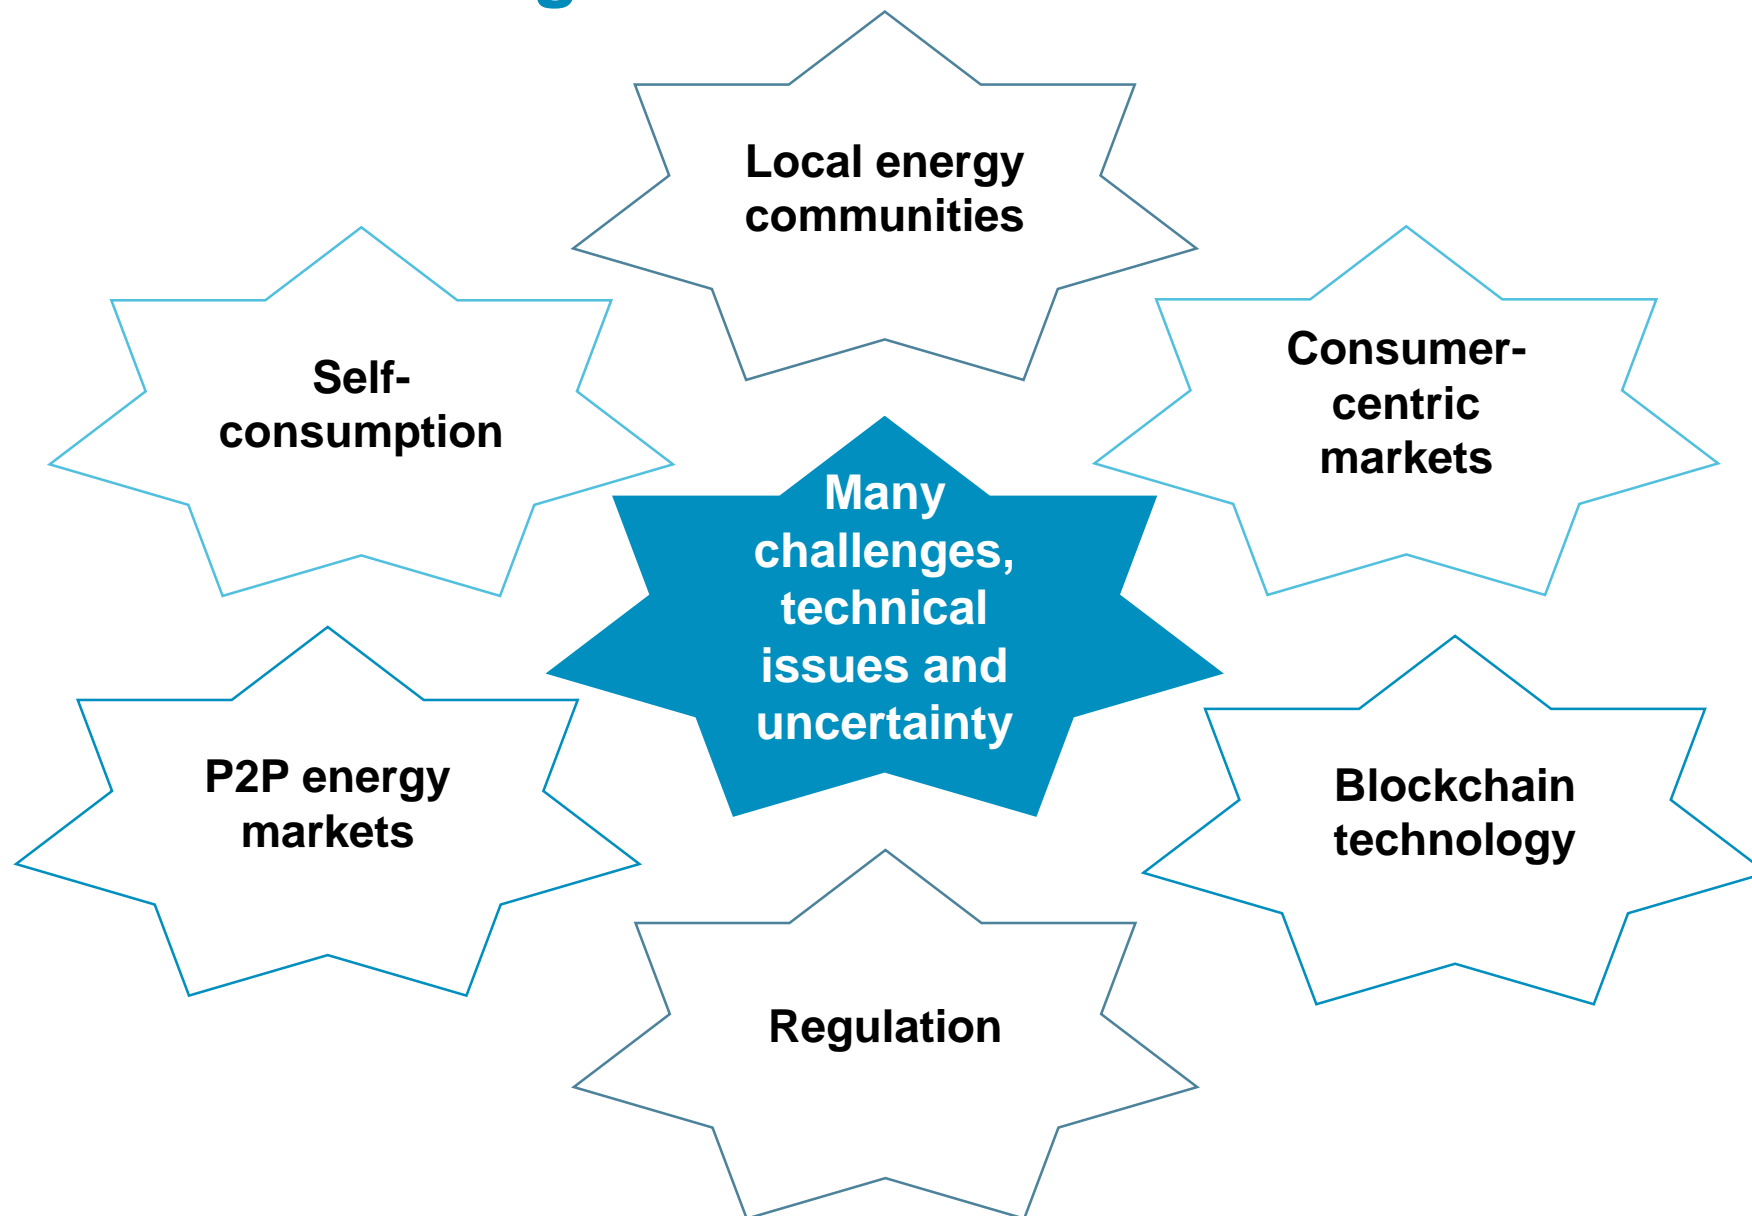 Local energy
communities
Self-
consumption
Consumer-
centric
markets
Many
challenges,
technical
issues and
uncertainty
P2P energy
markets
Blockchain
technology
Regulation